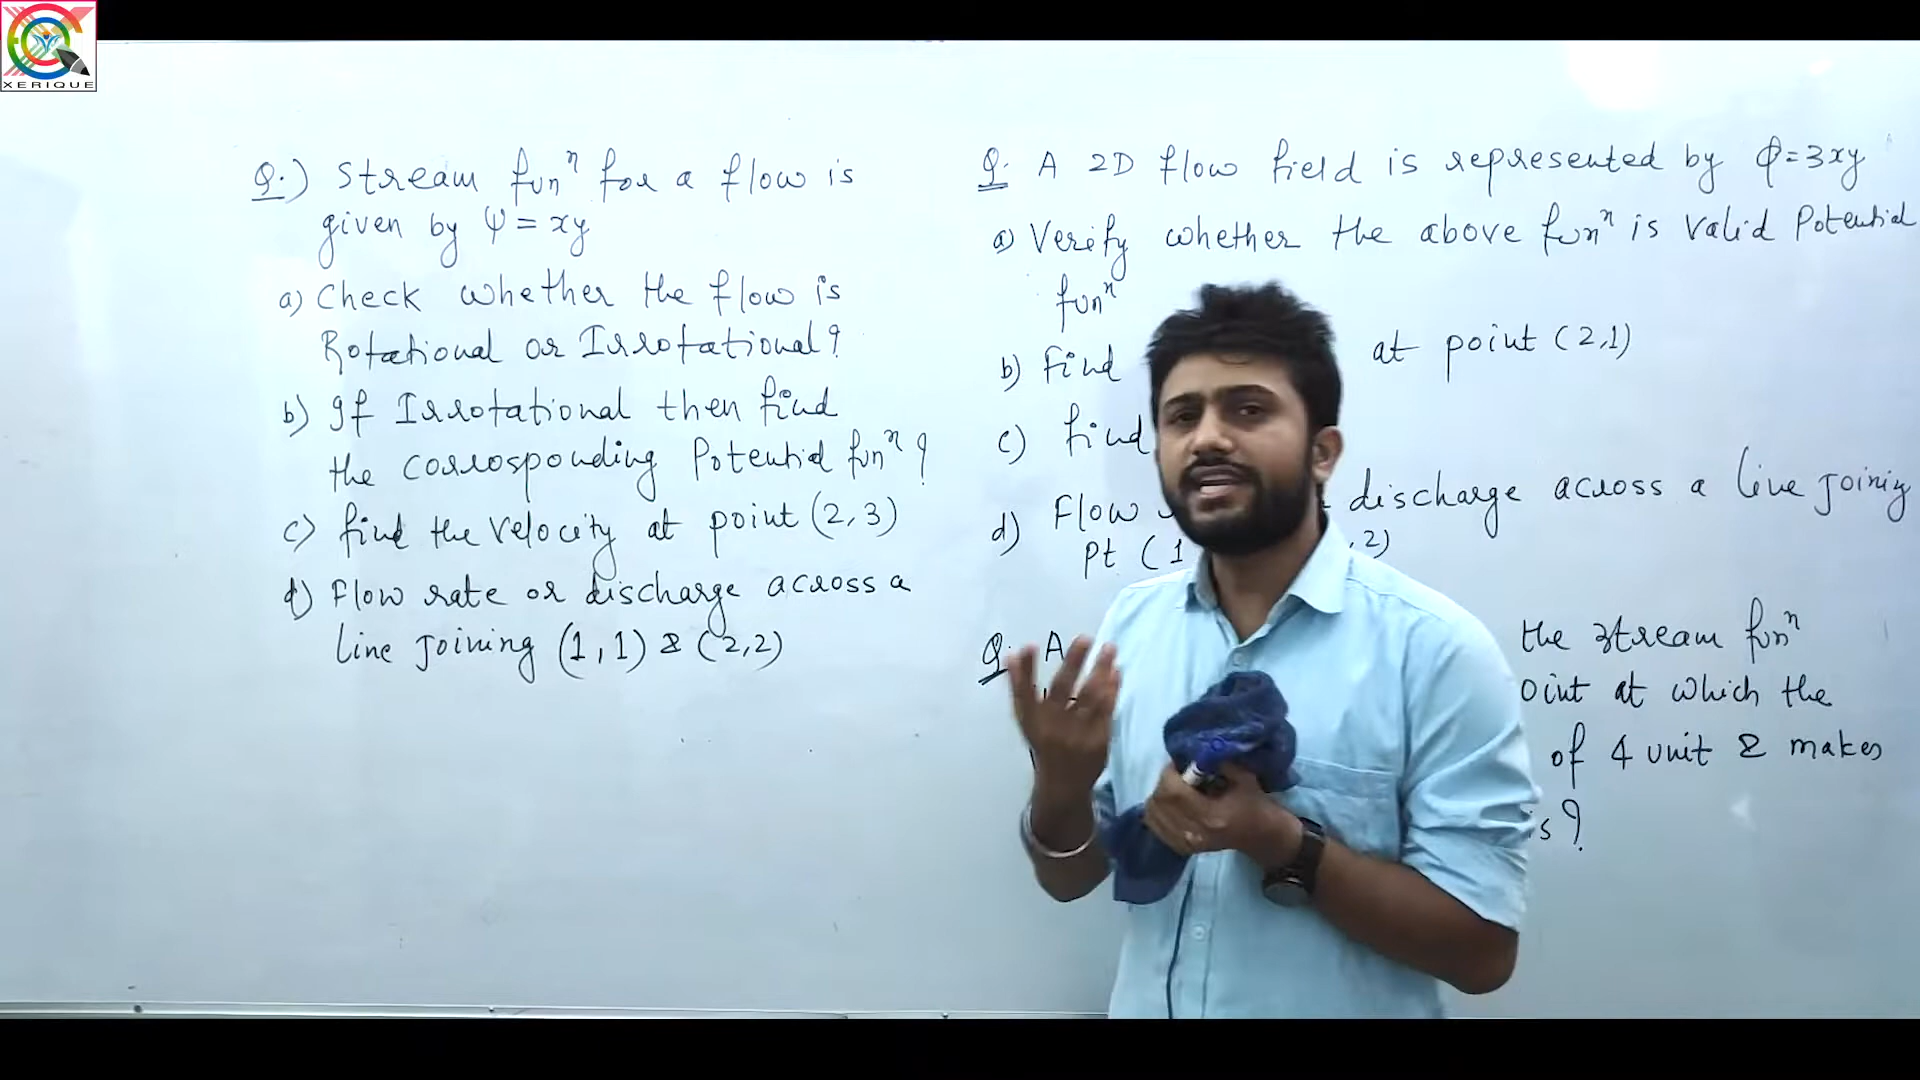 XERIQUE
Q.) Stream funⁿ for a flow is
given by ψ = xy
a) Check whether the flow is
Rotational or Irrotational?
b) If Irrotational then find
the corrosponding Potential funⁿ?
c) find the velocity at point (2,3)
d) Flow rate or discharge across a
line joining (1,1) & (2,2)
Q. A 2D flow field is represented by φ=3xy
a) Verify whether the above funⁿ is valid Potential
funⁿ
b) Find at point (2,1)
c) find
d) Flow discharge across a line joining
pt (1 ,2)
Q. A the stream funⁿ
oint at which the
of 4 unit & makes
is?